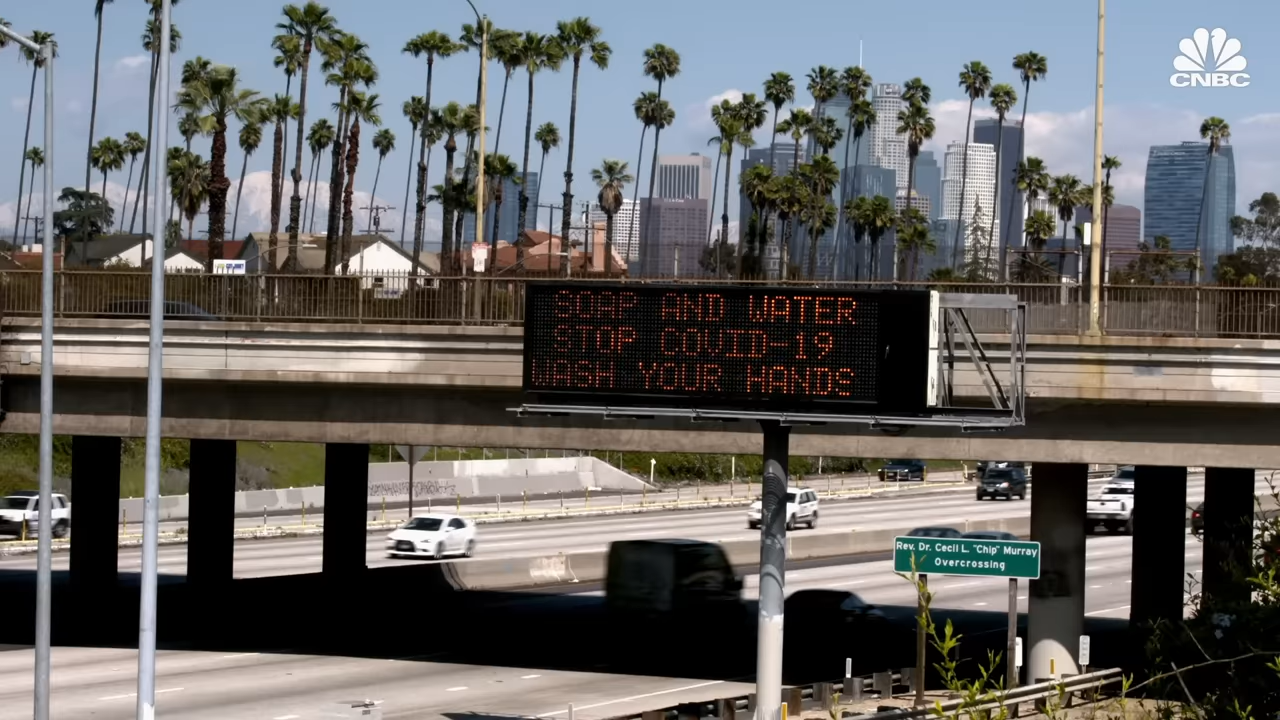 CNBC
SOAP AND WATER
STOP COVID-19
WASH YOUR HANDS
Rev. Dr. Cecil L. "Chip" Murray
Overcrossing